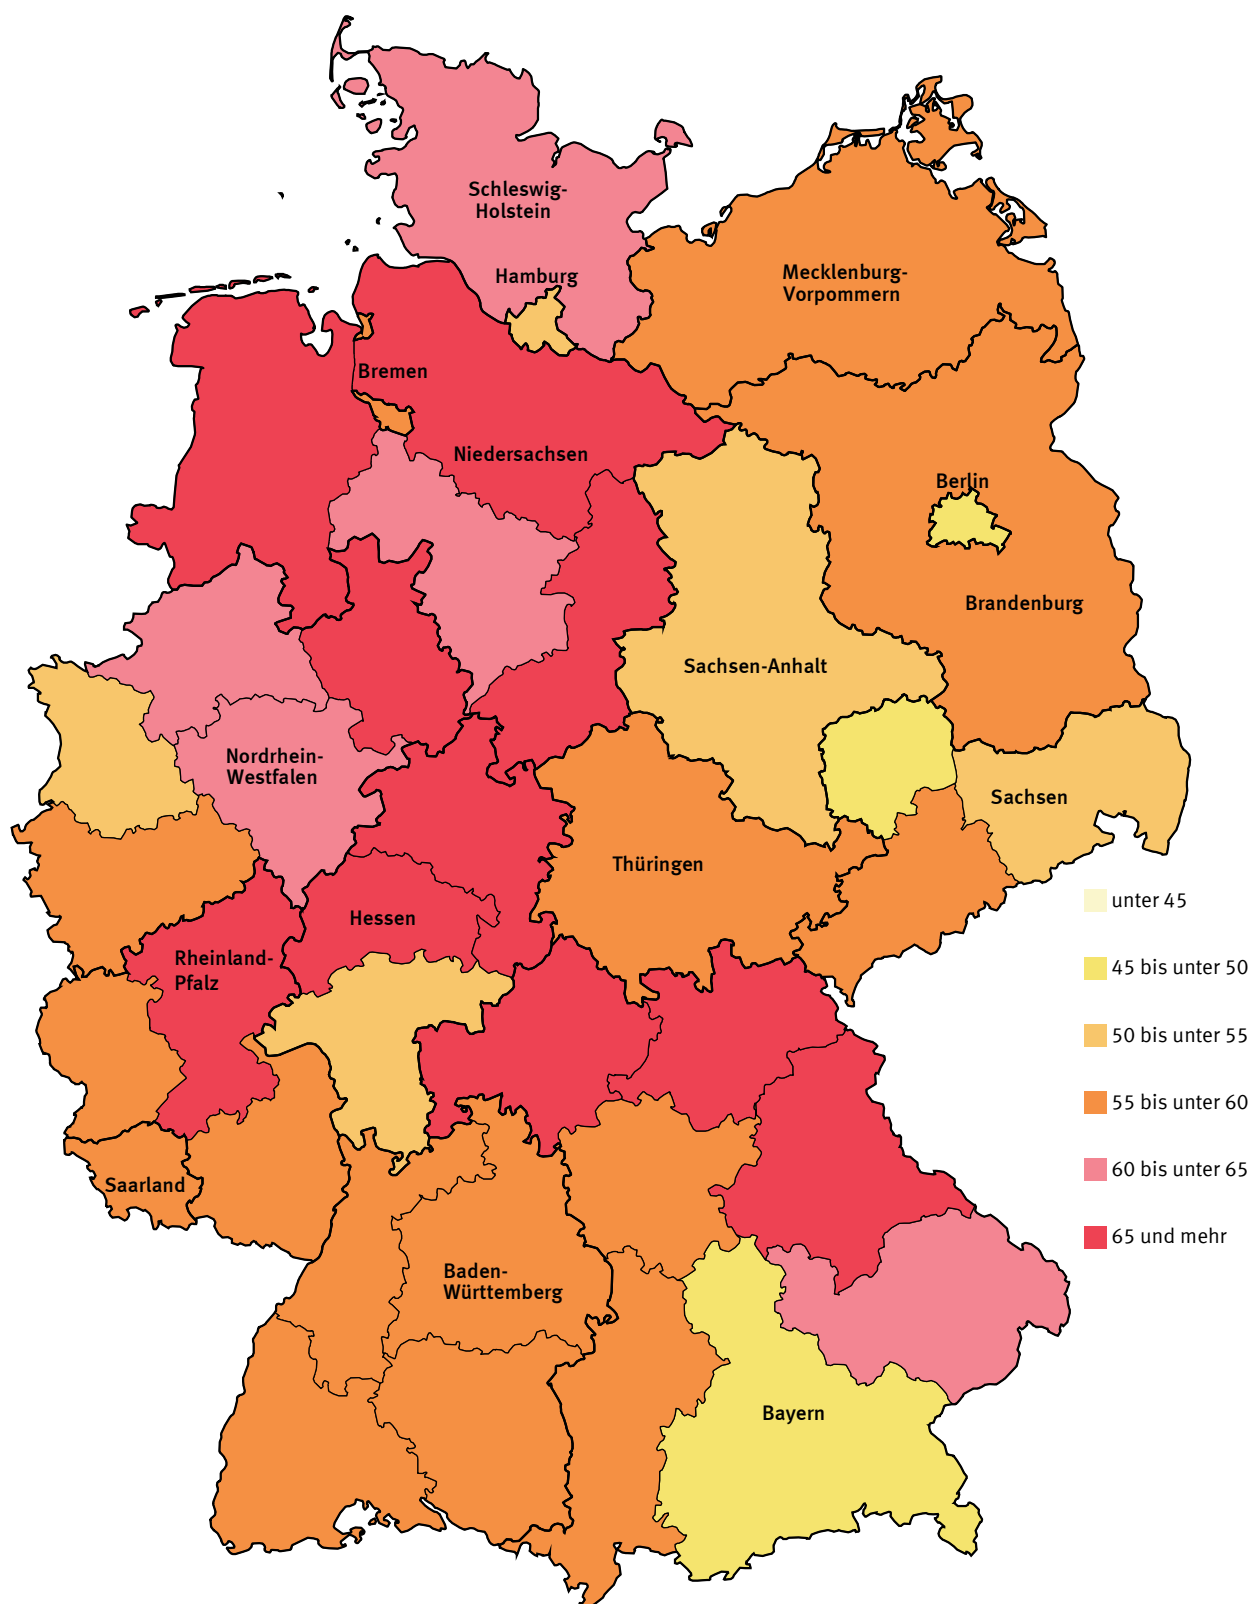 Schleswig-
Holstein
Hamburg
Mecklenburg-
Vorpommern
Bremen
Niedersachsen
Berlin
Brandenburg
Sachsen-Anhalt
Nordrhein-
Westfalen
Sachsen
Thüringen
Hessen
Rheinland-
Pfalz
Saarland
Baden-
Württemberg
Bayern
unter 45
45 bis unter 50
50 bis unter 55
55 bis unter 60
60 bis unter 65
65 und mehr